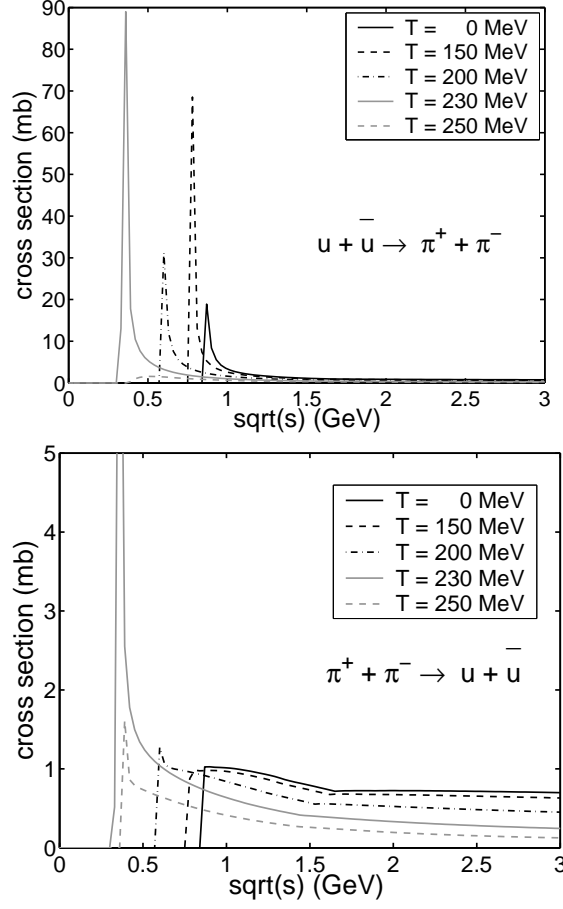 90
80
70
60
50
40
30
20
10
0
cross section (mb)
T = 0 MeV
T = 150 MeV
T = 200 MeV
T = 230 MeV
T = 250 MeV
u + u̅ → π⁺ + π⁻
0 0.5 1 1.5 2 2.5 3
sqrt(s) (GeV)
5
4
3
2
1
0
cross section (mb)
T = 0 MeV
T = 150 MeV
T = 200 MeV
T = 230 MeV
T = 250 MeV
π⁺ + π⁻ → u + u̅
0 0.5 1 1.5 2 2.5 3
sqrt(s) (GeV)